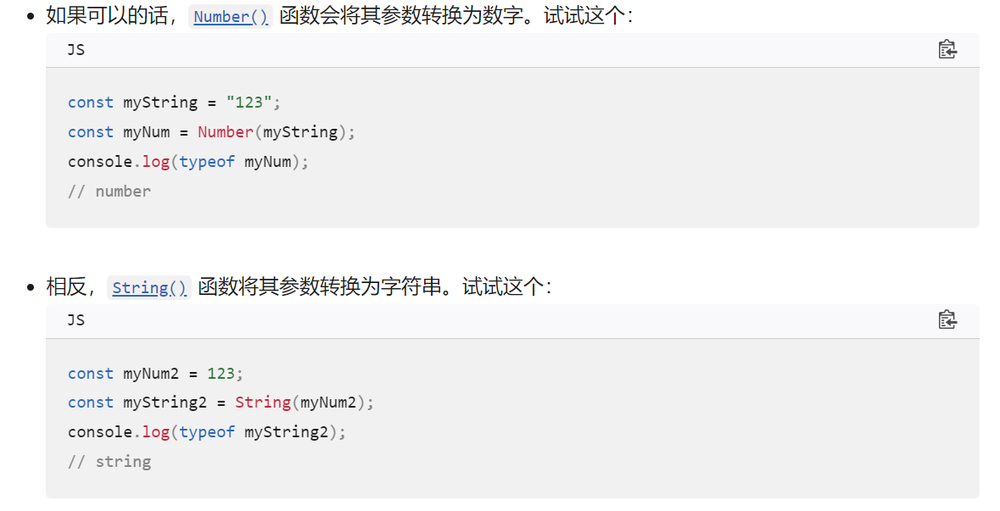 如果可以的话，Number() 函数会将其参数转换为数字。试试这个：
JS
const myString = "123";
const myNum = Number(myString);
console.log(typeof myNum);
// number
相反，String() 函数将其参数转换为字符串。试试这个：
JS
const myNum2 = 123;
const myString2 = String(myNum2);
console.log(typeof myString2);
// string